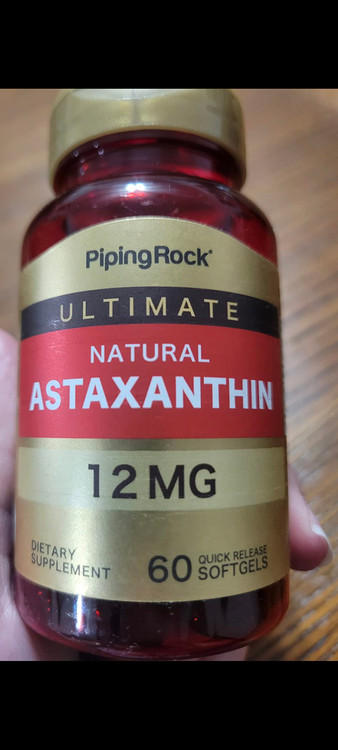 PipingRock®
ULTIMATE
NATURAL
ASTAXANTHIN
12 MG
DIETARY
SUPPLEMENT
60 QUICK RELEASE
SOFTGELS